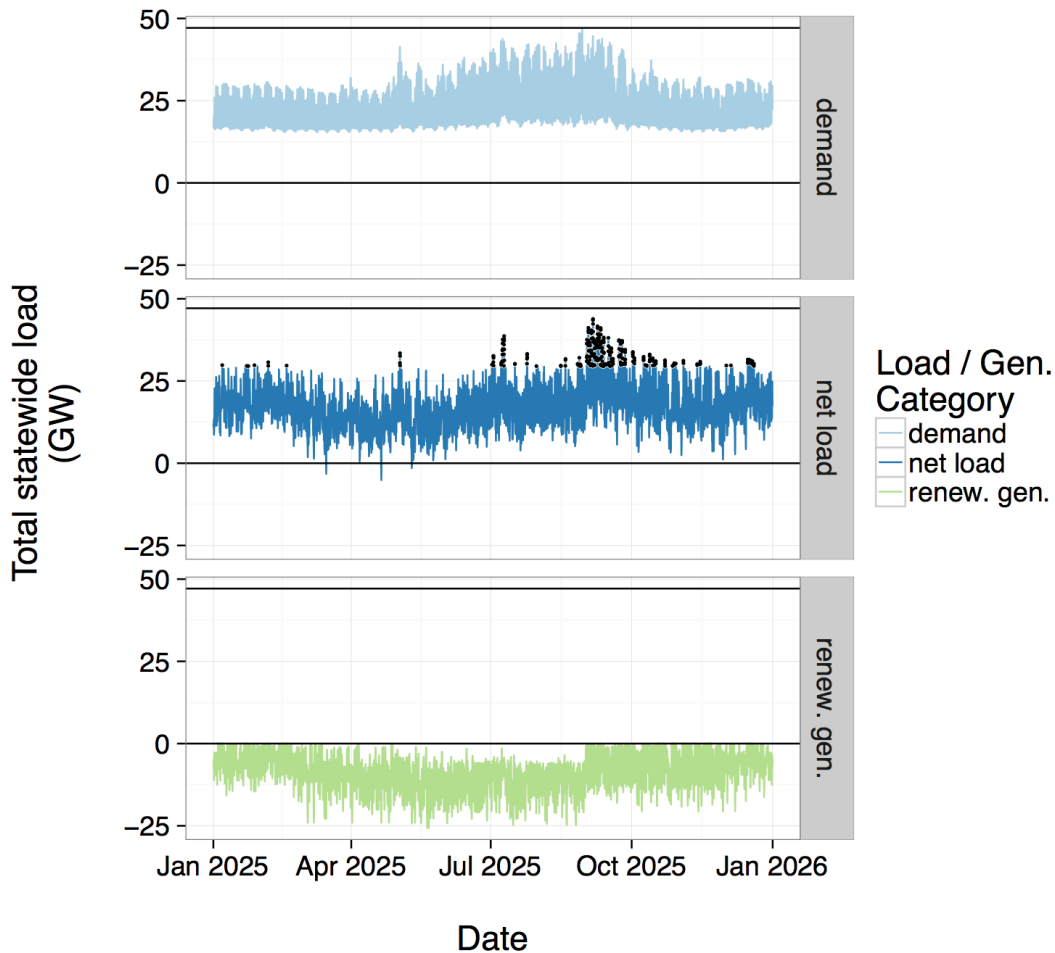 Total statewide load
(GW)
50
25
0
−25
demand
50
25
0
−25
net load
50
25
0
−25
renew. gen.
Jan 2025 Apr 2025 Jul 2025 Oct 2025 Jan 2026
Date
Load / Gen.
Category
demand
net load
renew. gen.